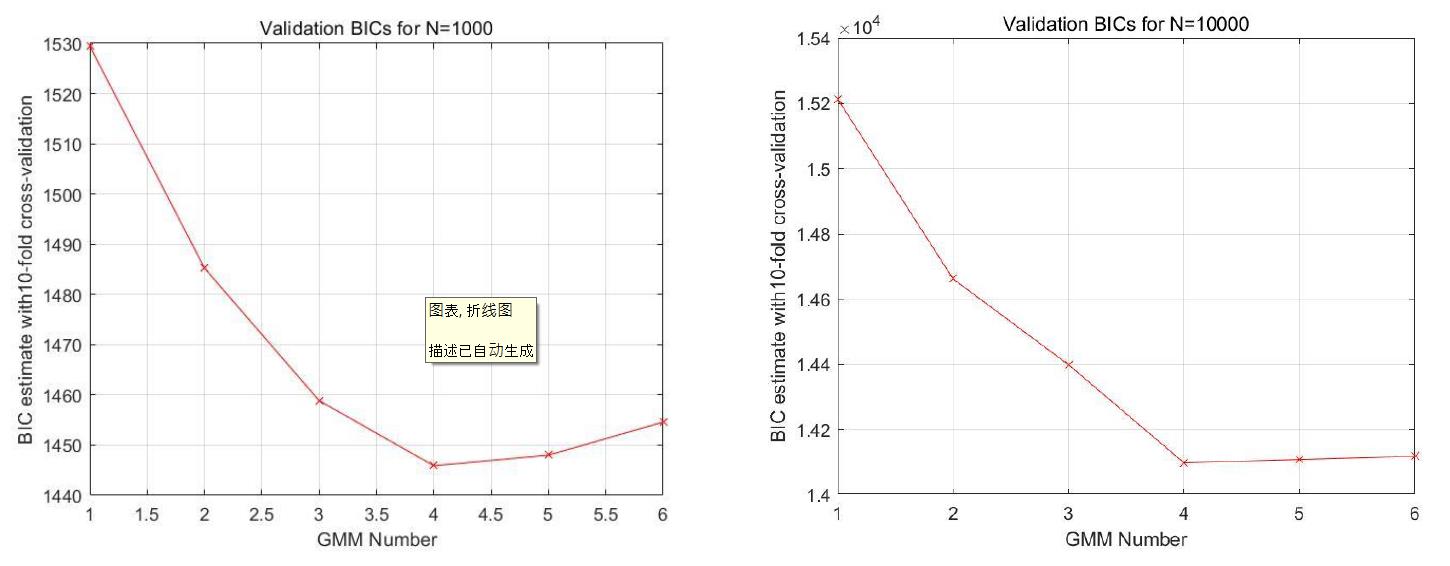 Validation BICs for N=1000
BIC estimate with10-fold cross-validation
1530
1520
1510
1500
1490
1480
1470
1460
1450
1440
图表, 折线图
描述已自动生成
1 1.5 2 2.5 3 3.5 4 4.5 5 5.5 6
GMM Number
×10⁴
Validation BICs for N=10000
BIC estimate with10-fold cross-validation
1.54
1.52
1.5
1.48
1.46
1.44
1.42
1.4
1 2 3 4 5 6
GMM Number